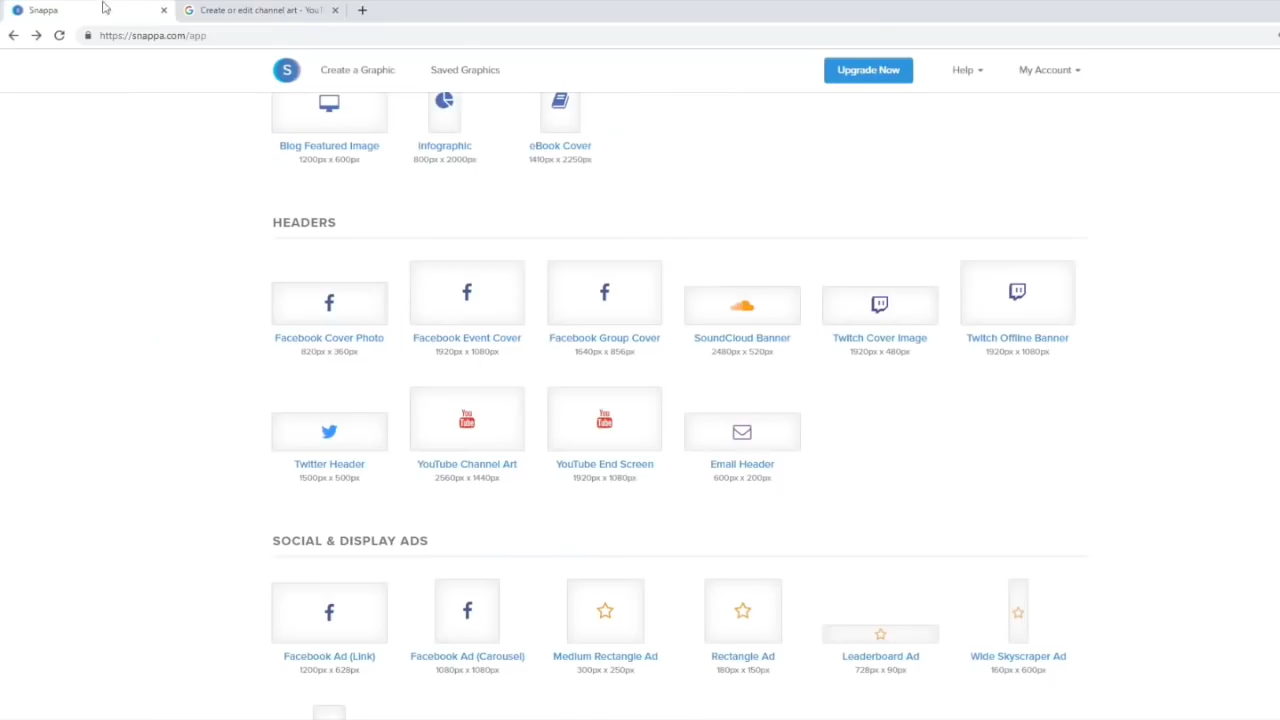 Snappa
Create or edit channel art - YouT
https://snappa.com/app
S
Create a Graphic
Saved Graphics
Upgrade Now
Help
My Account
Blog Featured Image
Infographic
eBook Cover
1200px x 600px
800px x 2000px
1410px x 2250px
HEADERS
Facebook Cover Photo
Facebook Event Cover
Facebook Group Cover
SoundCloud Banner
Twitch Cover Image
Twitch Offline Banner
820px x 360px
1920px x 1080px
1640px x 856px
2480px x 520px
1920px x 480px
1920px x 1080px
You
Tube
You
Tube
Twitter Header
YouTube Channel Art
YouTube End Screen
Email Header
1500px x 500px
2560px x 1440px
1920px x 1080px
600px x 200px
SOCIAL & DISPLAY ADS
Facebook Ad (Link)
Facebook Ad (Carousel)
Medium Rectangle Ad
Rectangle Ad
Leaderboard Ad
Wide Skyscraper Ad
1200px x 628px
1080px x 1080px
300px x 250px
180px x 150px
728px x 90px
160px x 600px